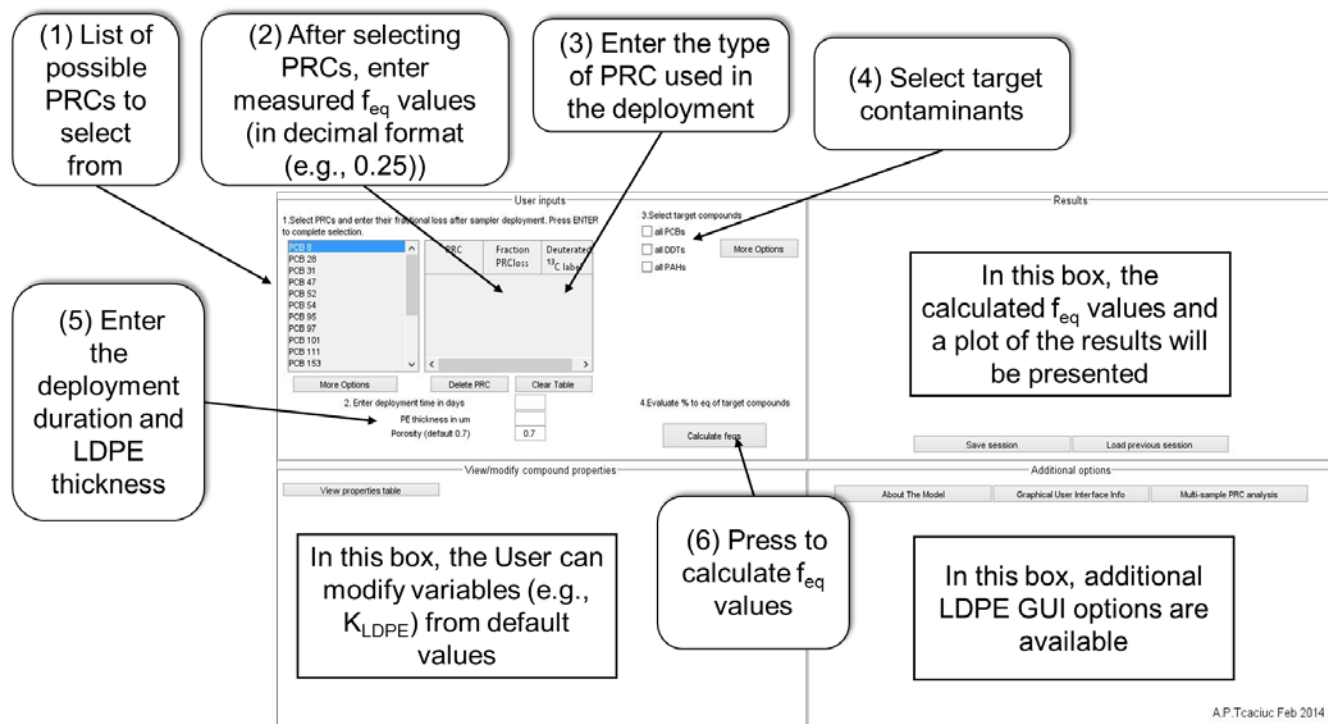 (1) List of
possible
PRCs to
select
from
(2) After selecting
PRCs, enter
measured feq values
(in decimal format
(e.g., 0.25))
(3) Enter the type
of PRC used in
the deployment
(4) Select target
contaminants
(5) Enter
the
deployment
duration and
LDPE
thickness
User inputs
1.Select PRCs and enter their fractional loss after sampler deployment. Press ENTER
to complete selection.
PCB 8
PCB 28
PCB 31
PCB 47
PCB 52
PCB 54
PCB 95
PCB 97
PCB 101
PCB 111
PCB 153
PRC
Fraction
PRCloss
Deuterated
13C label
More Options
Delete PRC
Clear Table
2. Enter deployment time in days
PE thickness in um
Porosity (default 0.7)
0.7
3.Select target compounds
all PCBs
all DDTs
all PAHs
More Options
4.Evaluate % to eq of target compounds
Calculate feqs
Results
In this box, the
calculated feq values and
a plot of the results will
be presented
Save session
Load previous session
View/modify compound properties
View properties table
In this box, the User can
modify variables (e.g.,
KLDPE) from default
values
(6) Press to
calculate feq
values
Additional options
About The Model
Graphical User Interface Info
Multi-sample PRC analysis
In this box, additional
LDPE GUI options are
available
A.P.Tcaciuc Feb 2014